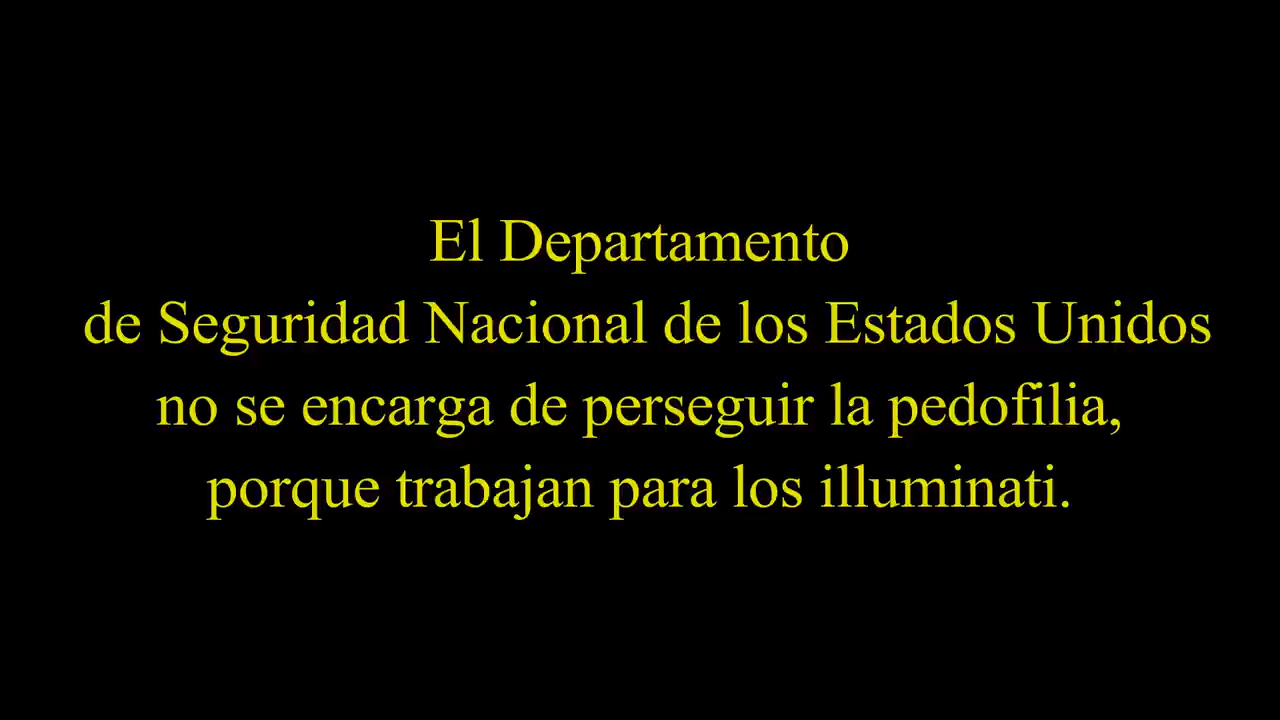 El Departamento
de Seguridad Nacional de los Estados Unidos
no se encarga de perseguir la pedofilia,
porque trabajan para los illuminati.